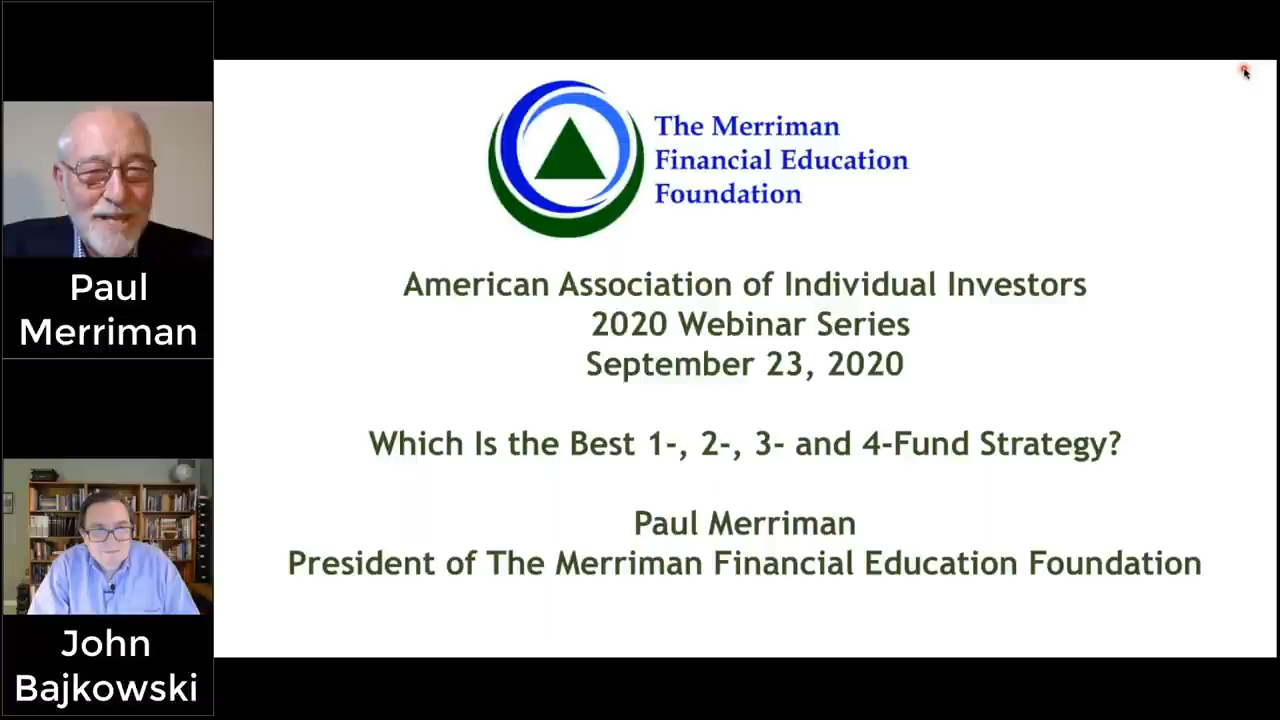 Paul
Merriman
John
Bajkowski
The Merriman
Financial Education
Foundation
American Association of Individual Investors
2020 Webinar Series
September 23, 2020
Which Is the Best 1-, 2-, 3- and 4-Fund Strategy?
Paul Merriman
President of The Merriman Financial Education Foundation